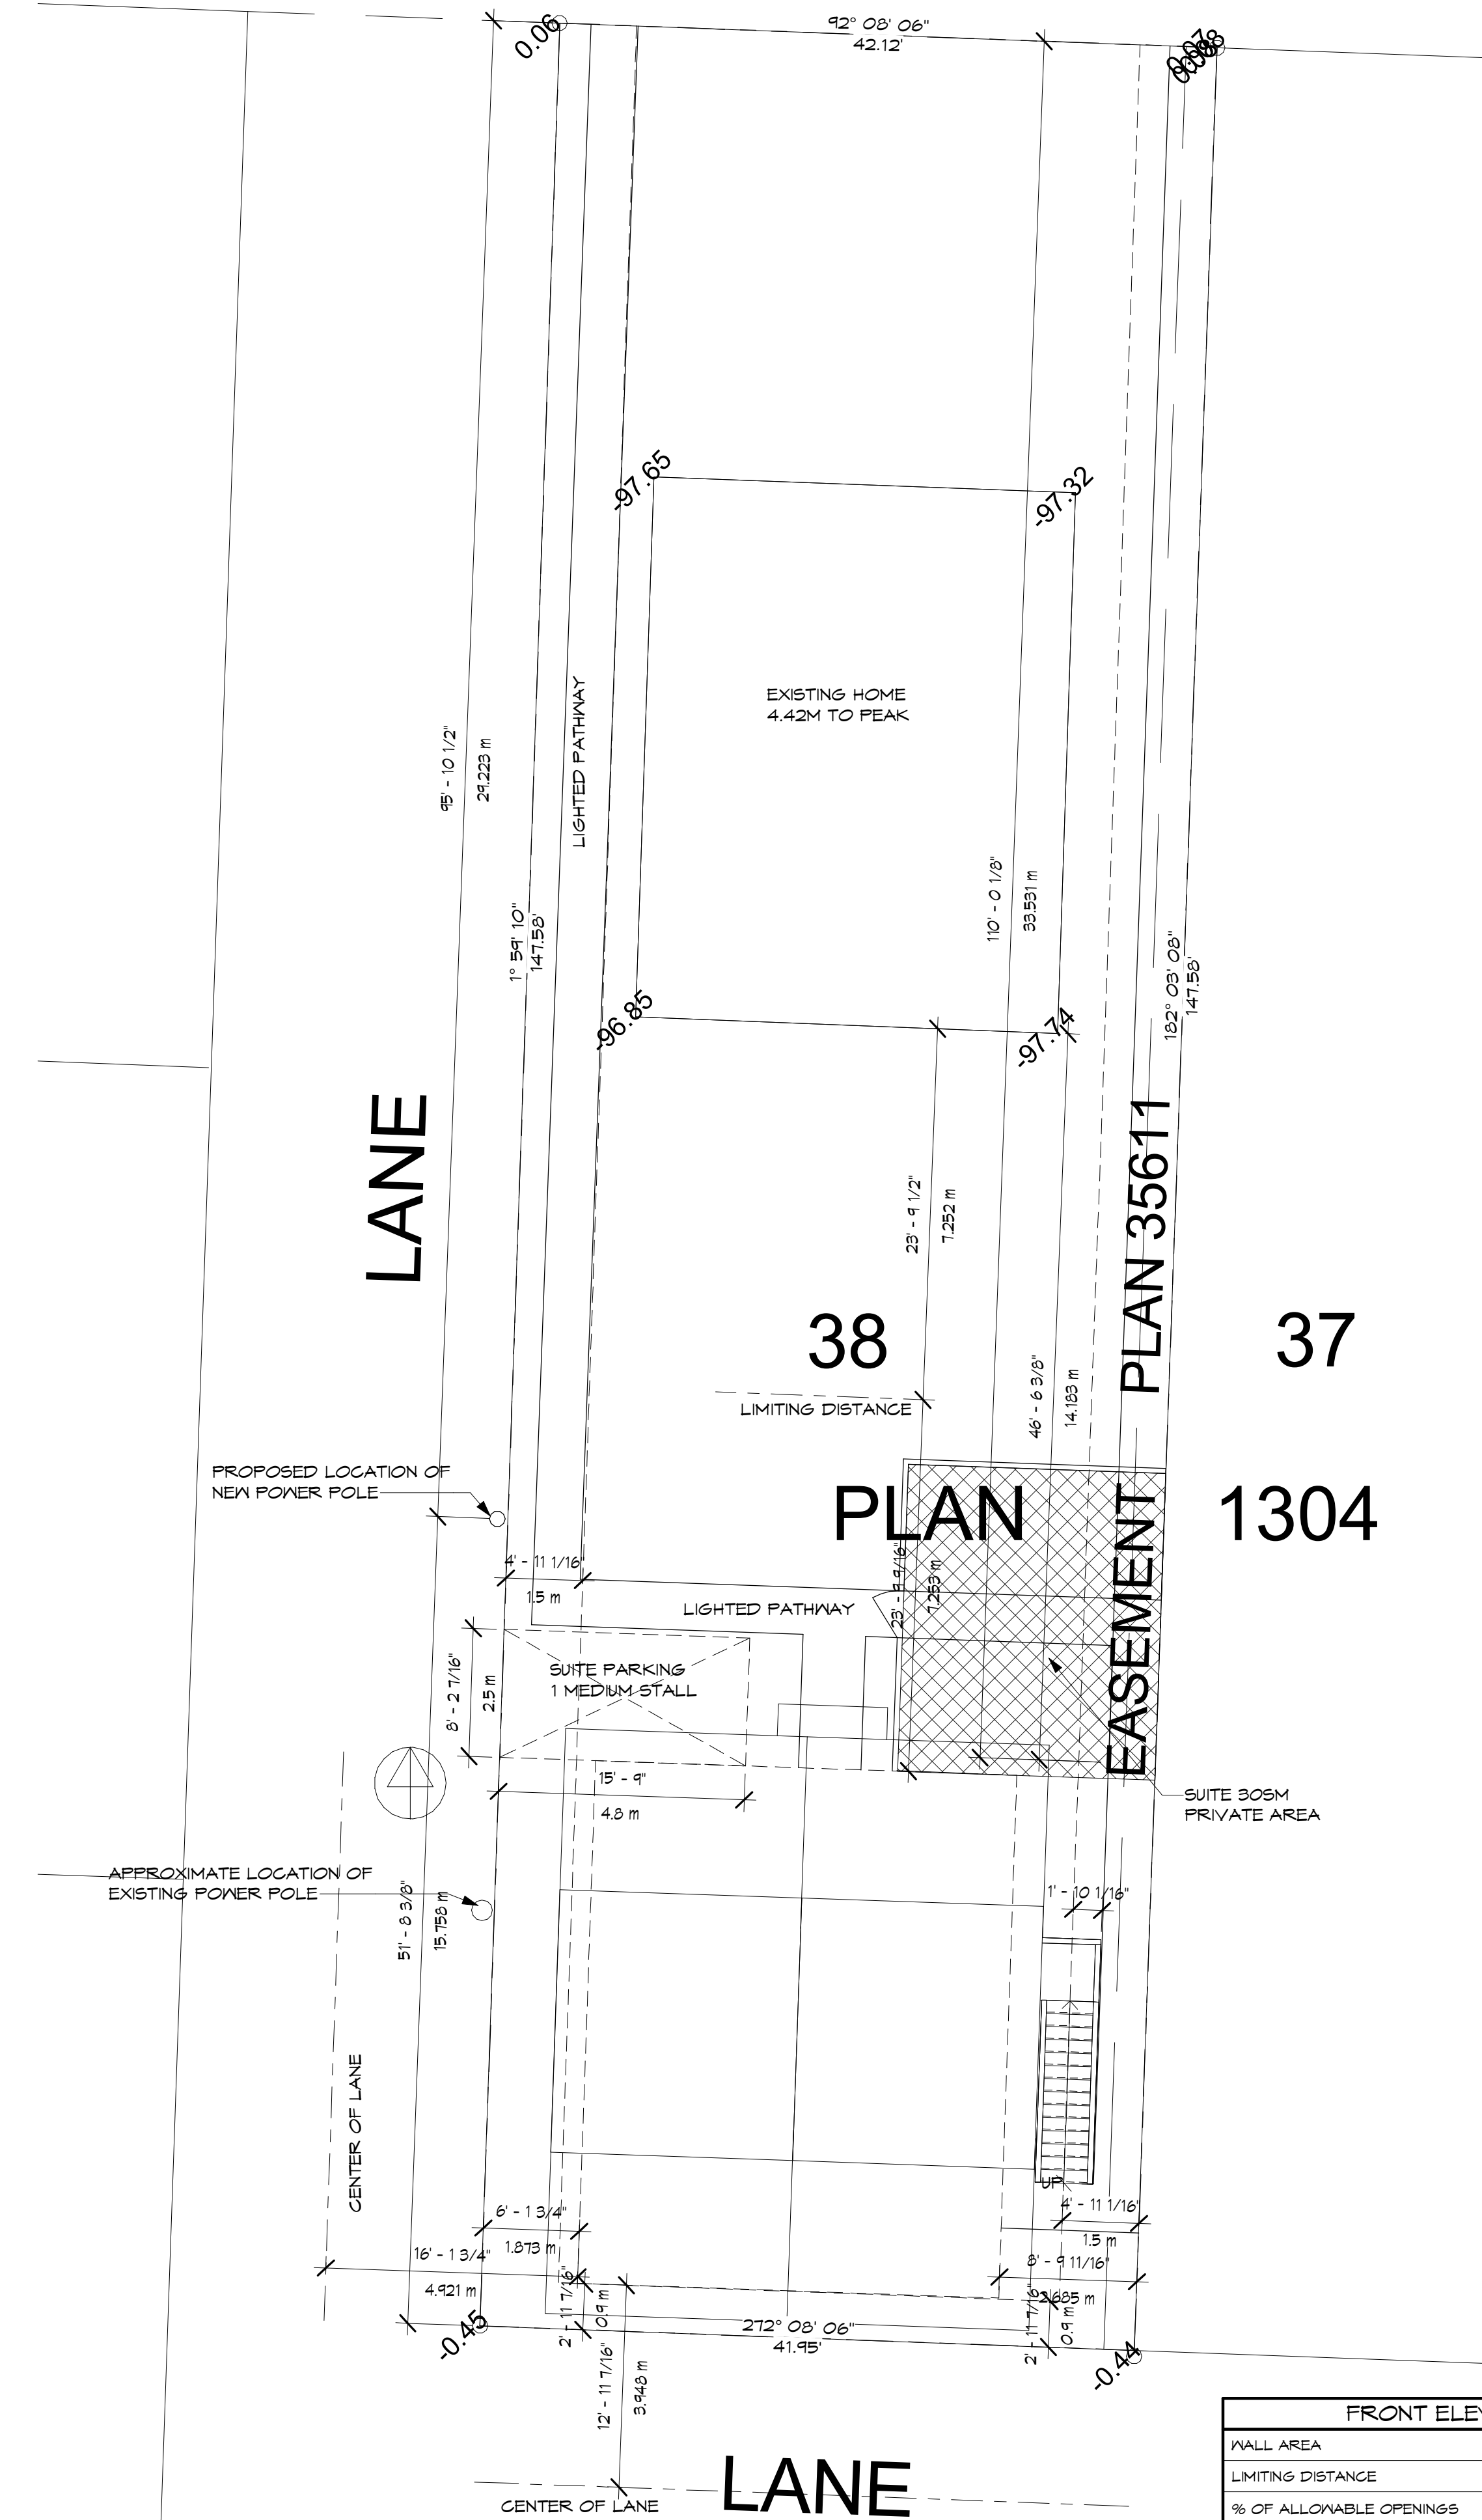 0.06
92° 08' 06"
42.12'
-97.65
-97.32
EXISTING HOME
4.42M TO PEAK
LIGHTED PATHWAY
95' - 10 1/2"
29.223 m
110' - 0 1/8"
33.531 m
1° 59' 10"
147.58'
182° 03' 08"
147.58'
-96.85
-97.74
LANE
23' - 9 1/2"
7.252 m
PLAN 35611
38
37
46' - 6 3/8"
14.183 m
LIMITING DISTANCE
PROPOSED LOCATION OF
NEW POWER POLE
PLAN
1304
EASEMENT
4' - 11 1/16"
1.5 m
23' - 9 9/16"
7.253 m
LIGHTED PATHWAY
8' - 2 7/16"
2.5 m
SUITE PARKING
1 MEDIUM STALL
15' - 9"
4.8 m
SUITE 30SM
PRIVATE AREA
APPROXIMATE LOCATION OF
EXISTING POWER POLE
51' - 8 3/8"
15.758 m
1' - 10 1/16"
CENTER OF LANE
UP
6' - 1 3/4"
1.873 m
4' - 11 1/16"
1.5 m
16' - 1 3/4"
4.921 m
8' - 9 11/16"
2.685 m
2' - 11 7/16"
0.9 m
2' - 11 7/16"
0.9 m
-0.45
272° 08' 06"
41.95'
-0.44
12' - 11 7/16"
3.948 m
LANE
CENTER OF LANE
FRONT ELE
WALL AREA
LIMITING DISTANCE
% OF ALLOWABLE OPENINGS